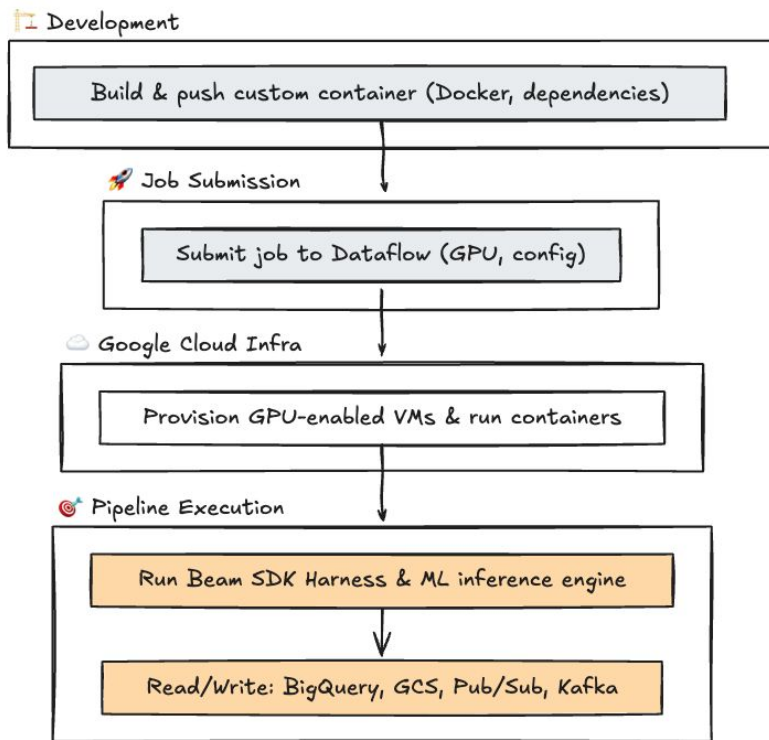 🏗️ Development
Build & push custom container (Docker, dependencies)
🚀 Job Submission
Submit job to Dataflow (GPU, config)
☁️ Google Cloud Infra
Provision GPU-enabled VMs & run containers
🎯 Pipeline Execution
Run Beam SDK Harness & ML inference engine
Read/Write: BigQuery, GCS, Pub/Sub, Kafka